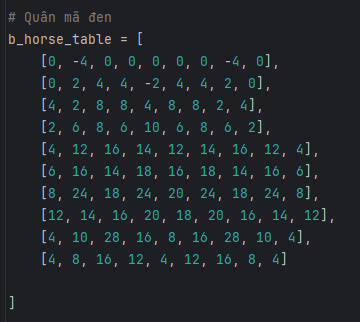 # Quân mã đen
b_horse_table = [
    [0, -4, 0, 0, 0, 0, 0, -4, 0],
    [0, 2, 4, 4, -2, 4, 4, 2, 0],
    [4, 2, 8, 8, 4, 8, 8, 2, 4],
    [2, 6, 8, 6, 10, 6, 8, 6, 2],
    [4, 12, 16, 14, 12, 14, 16, 12, 4],
    [6, 16, 14, 18, 16, 18, 14, 16, 6],
    [8, 24, 18, 24, 20, 24, 18, 24, 8],
    [12, 14, 16, 20, 18, 20, 16, 14, 12],
    [4, 10, 28, 16, 8, 16, 28, 10, 4],
    [4, 8, 16, 12, 4, 12, 16, 8, 4]
]